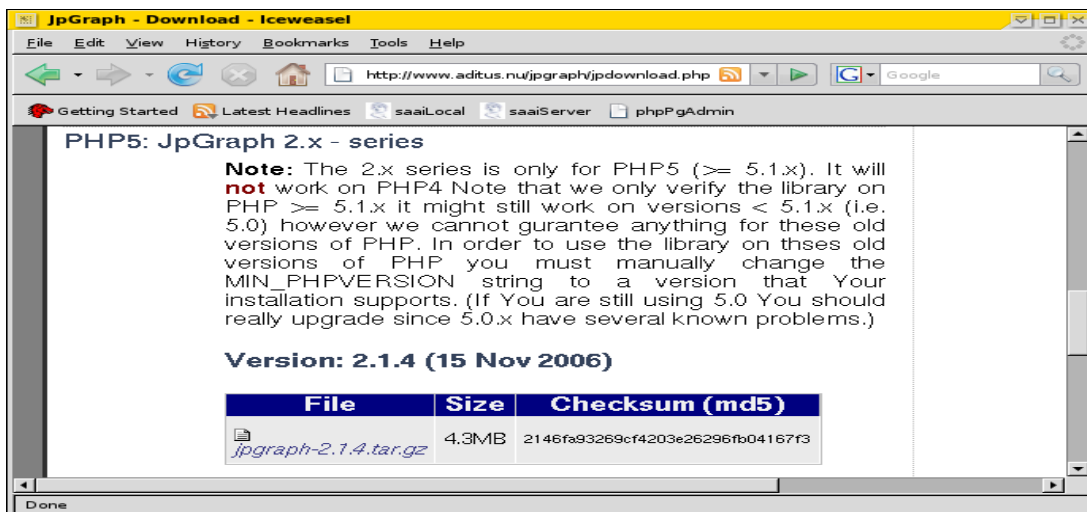 JpGraph - Download - Iceweasel
File Edit View History Bookmarks Tools Help
http://www.aditus.nu/jpgraph/jpdownload.php G Google
Getting Started Latest Headlines saaiLocal saaiServer phpPgAdmin
PHP5: JpGraph 2.x - series
Note: The 2.x series is only for PHP5 (>= 5.1.x). It will
not work on PHP4 Note that we only verify the library on
PHP >= 5.1.x it might still work on versions < 5.1.x (i.e.
5.0) however we cannot gurantee anything for these old
versions of PHP. In order to use the library on thses old
versions of PHP you must manually change the
MIN_PHPVERSION string to a version that Your
installation supports. (If You are still using 5.0 You should
really upgrade since 5.0.x have several known problems.)
Version: 2.1.4 (15 Nov 2006)
File Size Checksum (md5)
jpgraph-2.1.4.tar.gz 4.3MB 2146fa93269cf4203e26296fb04167f3
Done